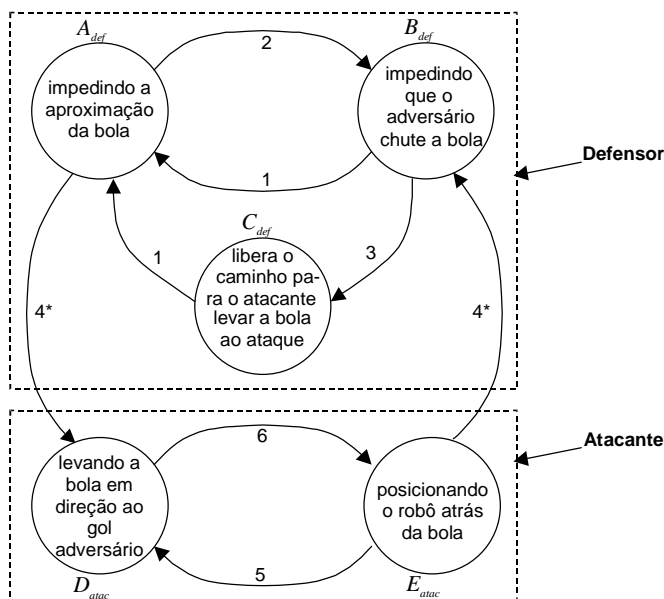 A_def
B_def
2
impedindo a
aproximação
da bola
impedindo
que o
adversário
chute a bola
Defensor
1
C_def
1
libera o
caminho pa-
ra o atacante
levar a bola
ao ataque
3
4*
4*
Atacante
6
levando a
bola em
direção ao
gol
adversário
posicionando
o robô atrás
da bola
5
D_atac
E_atac